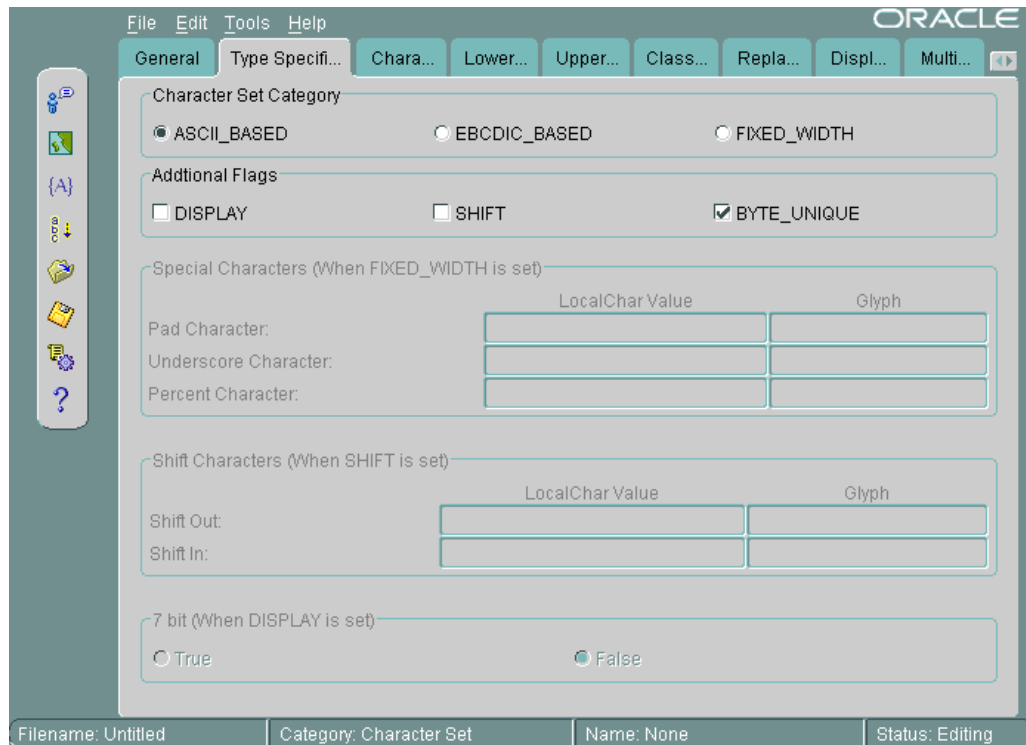 File Edit Tools Help ORACLE
General Type Specifi... Chara... Lower... Upper... Class... Repla... Displ... Multi...
Character Set Category
ASCII_BASED EBCDIC_BASED FIXED_WIDTH
Addtional Flags
DISPLAY SHIFT BYTE_UNIQUE
{A}
a b c
Special Characters (When FIXED_WIDTH is set)
LocalChar Value Glyph
Pad Character:
Underscore Character:
Percent Character:
?
Shift Characters (When SHIFT is set)
LocalChar Value Glyph
Shift Out:
Shift In:
7 bit (When DISPLAY is set)
True False
Filename: Untitled Category: Character Set Name: None Status: Editing